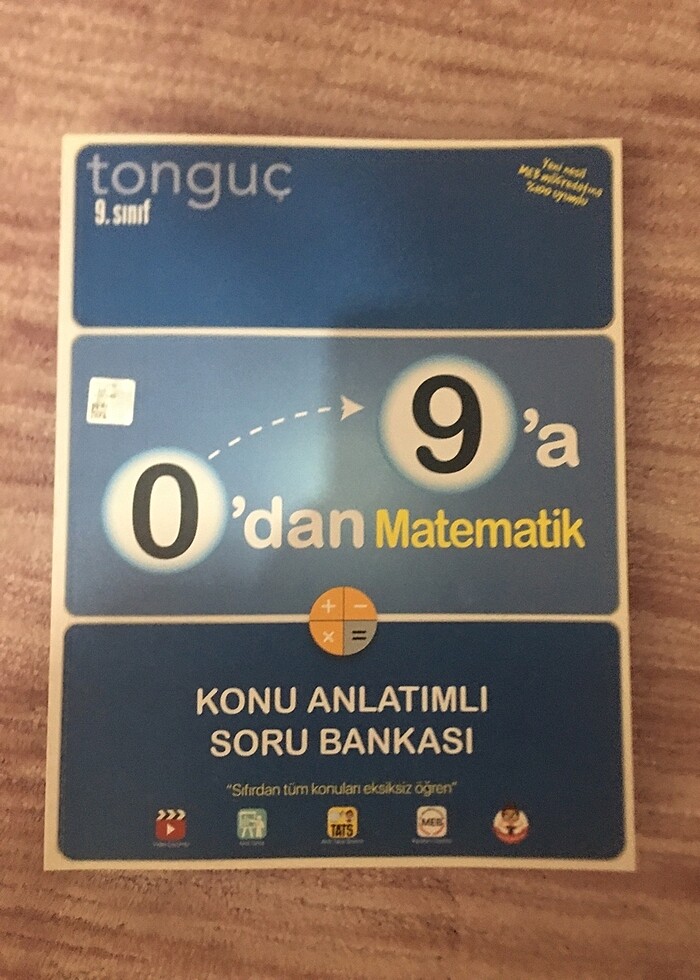 tonguç
9. sınıf
Yeni nesil
MEB müfredatına
%100 uyumlu
9'a
0'dan Matematik
+ −
× =
KONU ANLATIMLI
SORU BANKASI
"Sıfırdan tüm konuları eksiksiz öğren"
TATS
MEB